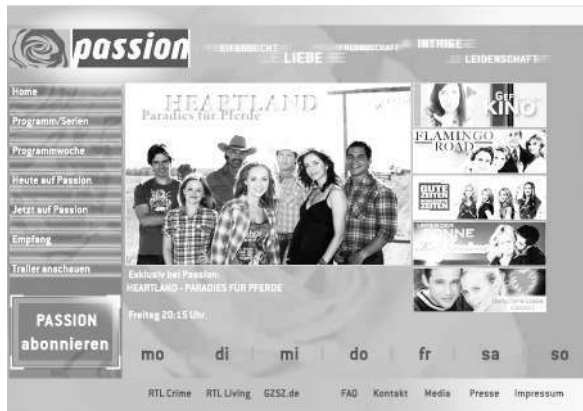 passion
EIFERSUCHT
LIEBE
FREUNDSCHAFT
INTRIGE
LEIDENSCHAFT
Home
Programm/Serien
Programmwoche
Heute auf Passion
Jetzt auf Passion
Empfang
Trailer anschauen
PASSION
abonnieren
HEARTLAND
Paradies für Pferde
KINO
FLAMINGO
ROAD
GUTE
ZEITEN
ZEITEN
Exklusiv bei Passion:
HEARTLAND - PARADIES FÜR PFERDE
Freitag 20:15 Uhr.
mo di mi do fr sa so
RTL Crime RTL Living GZSZ.de FAQ Kontakt Media Presse Impressum